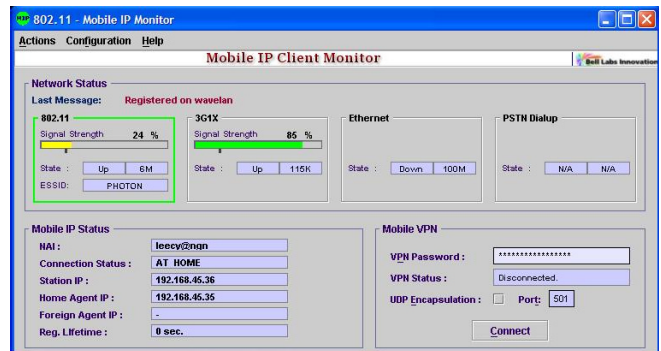 MIP 802.11 - Mobile IP Monitor
Actions Configuration Help
Mobile IP Client Monitor
Bell Labs Innovation
Network Status
Last Message: Registered on wavelan
802.11
Signal Strength 24 %
State : Up 6M
ESSID: PHOTON
3G1X
Signal Strength 85 %
State : Up 115K
Ethernet
State : Down 100M
PSTN Dialup
State : N/A N/A
Mobile IP Status
NAI : leecy@ngn
Connection Status : AT HOME
Station IP : 192.168.45.36
Home Agent IP : 192.168.45.35
Foreign Agent IP : -
Reg. LIfetime : 0 sec.
Mobile VPN
VPN Password : *****************
VPN Status : Disconnected.
UDP Encapsulation : Port: 501
Connect